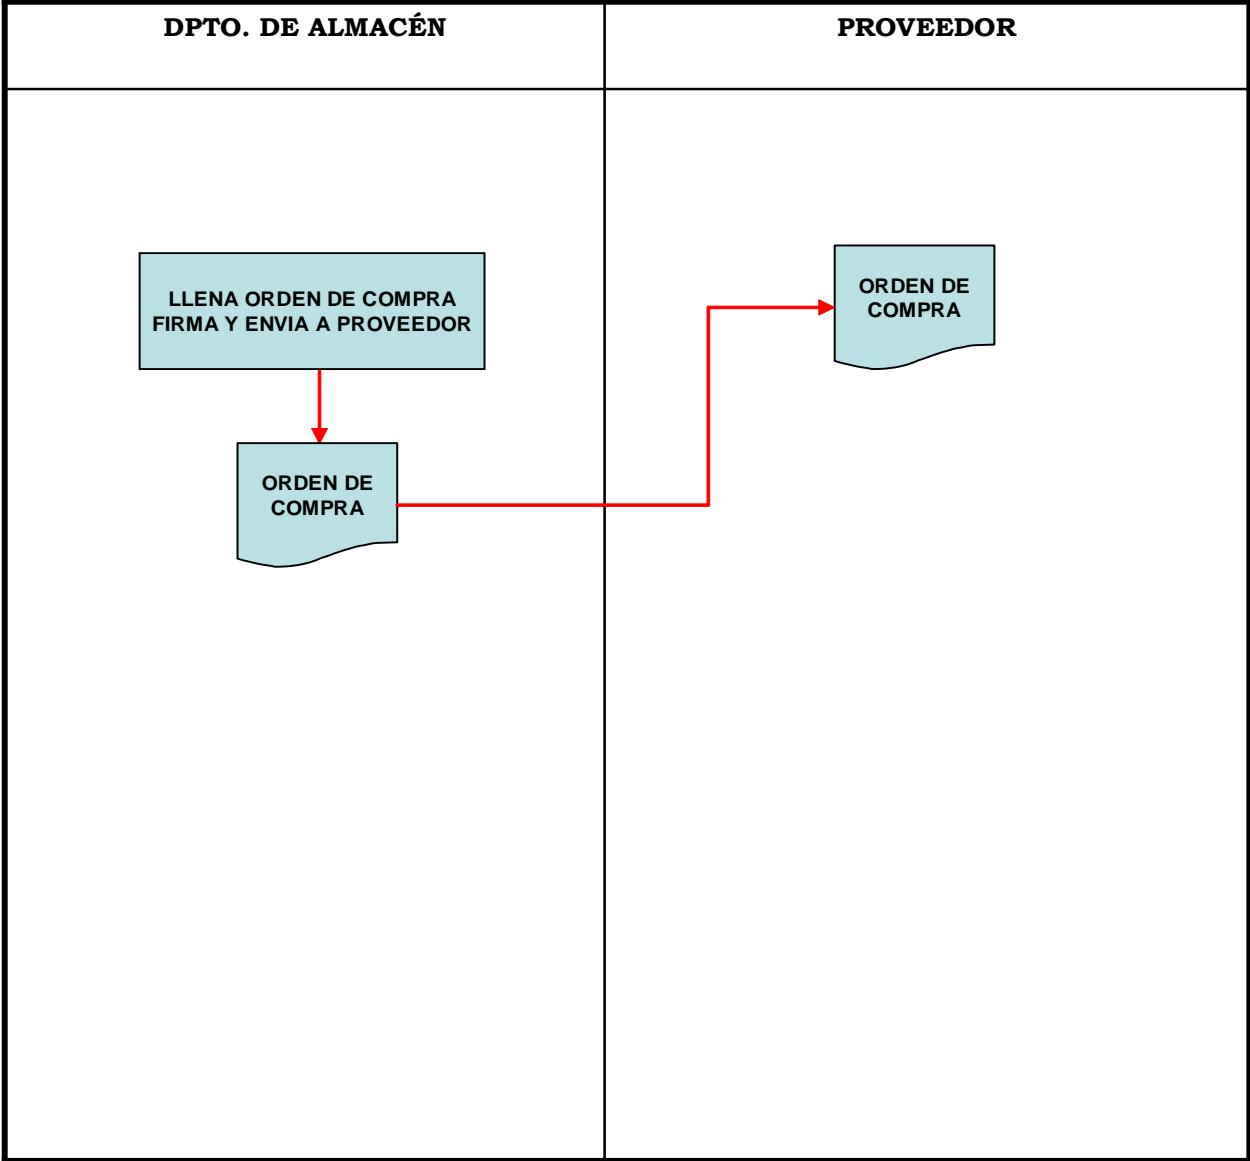 DPTO. DE ALMACÉN
PROVEEDOR
LLENA ORDEN DE COMPRA
FIRMA Y ENVIA A PROVEEDOR
ORDEN DE
COMPRA
ORDEN DE
COMPRA